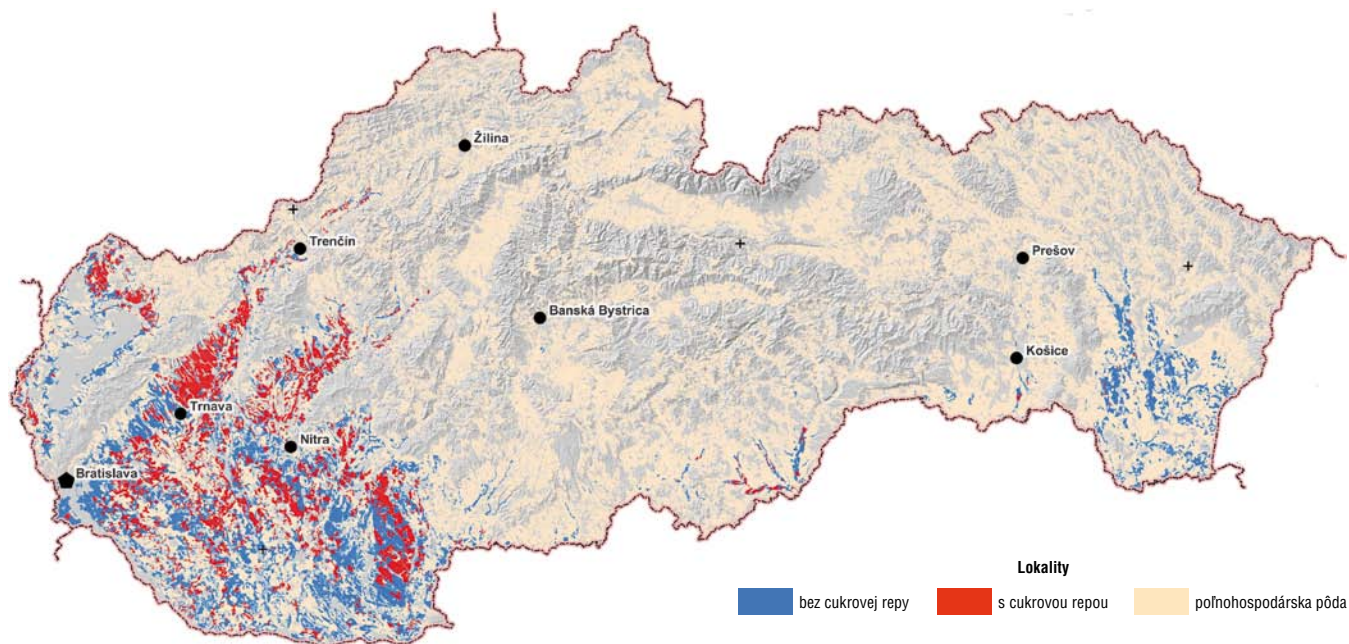 Žilina
Trenčín
Prešov
Banská Bystrica
Košice
Trnava
Nitra
Bratislava
Lokality
bez cukrovej repy
s cukrovou repou
poľnohospodárska pôda